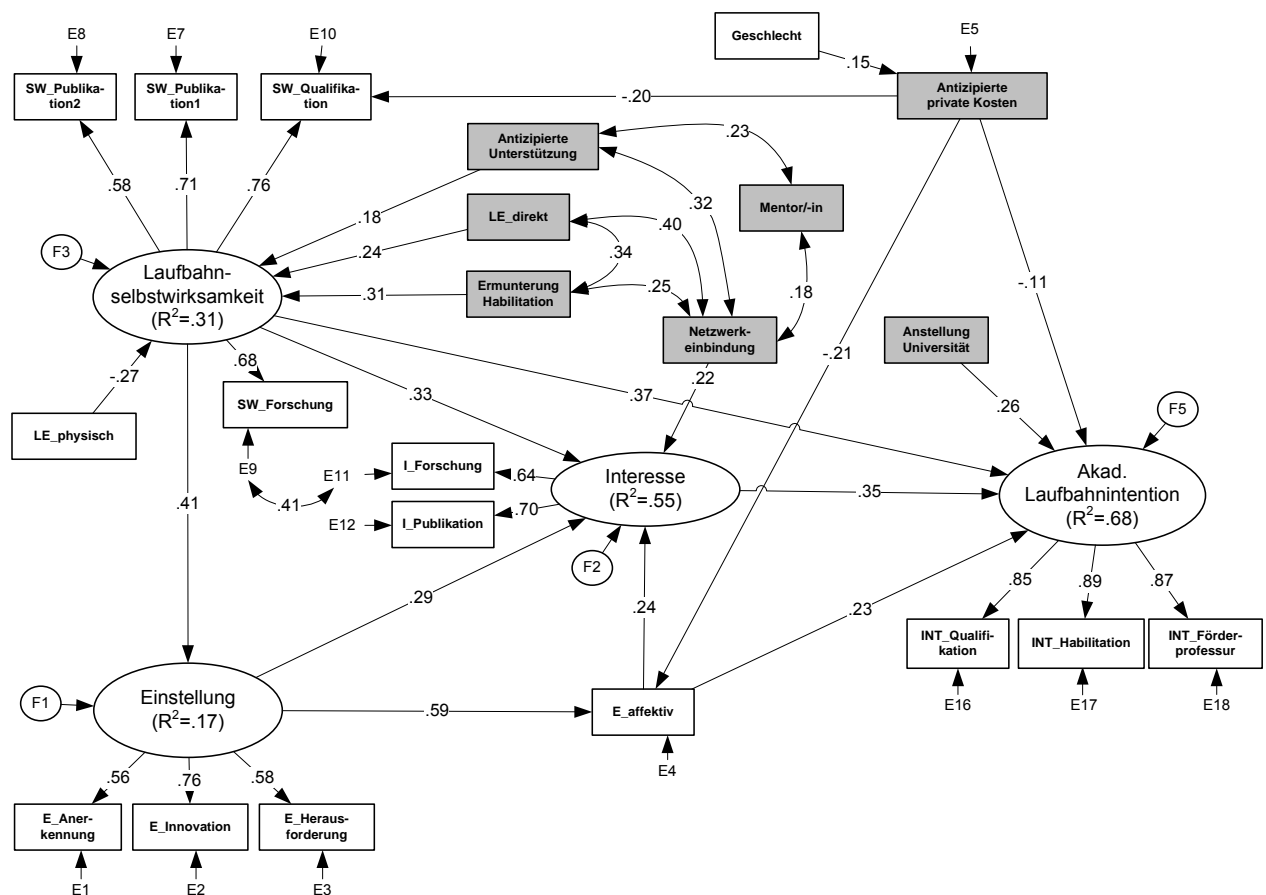 E8
E7
E10
Geschlecht
E5
.15
SW_Publika-
tion2
SW_Publika-
tion1
SW_Qualifika-
tion
-.20
Antizipierte
private Kosten
Antizipierte
Unterstützung
.23
.58
.71
.76
Mentor/-in
.32
LE_direkt
.18
.40
.24
.34
F3
Laufbahn-
selbstwirksamkeit
(R²=.31)
.31
Ermunterung
Habilitation
.25
.18
-.11
Netzwerk-
einbindung
Anstellung
Universität
-.21
.68
-.27
.22
.33
.37
SW_Forschung
.26
F5
LE_physisch
I_Forschung
.64
Interesse
(R²=.55)
Akad.
Laufbahnintention
(R²=.68)
E9
E11
.41
.41
.35
I_Publikation
.70
E12
F2
.85
.89
.87
.29
.24
.23
INT_Qualifi-
kation
INT_Habilitation
INT_Förder-
professur
F1
Einstellung
(R²=.17)
.59
E_affektiv
E16
E17
E18
E4
.56
.76
.58
E_Aner-
kennung
E_Innovation
E_Heraus-
forderung
E1
E2
E3